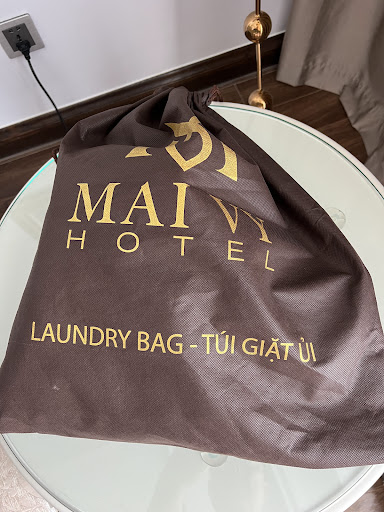 MAI VY
HOTEL
LAUNDRY BAG - TÚI GIẶT ỦI